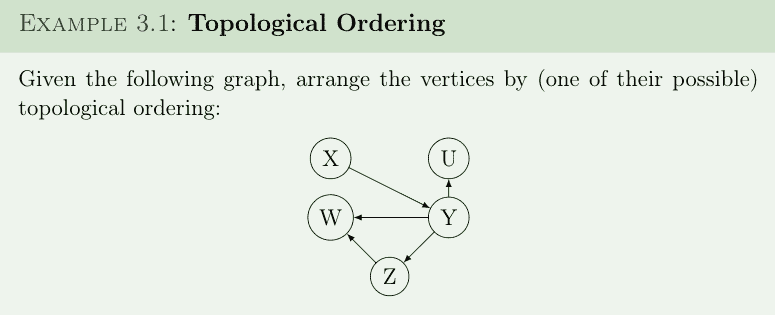 EXAMPLE 3.1: Topological Ordering
Given the following graph, arrange the vertices by (one of their possible)
topological ordering:
X U
W Y
Z